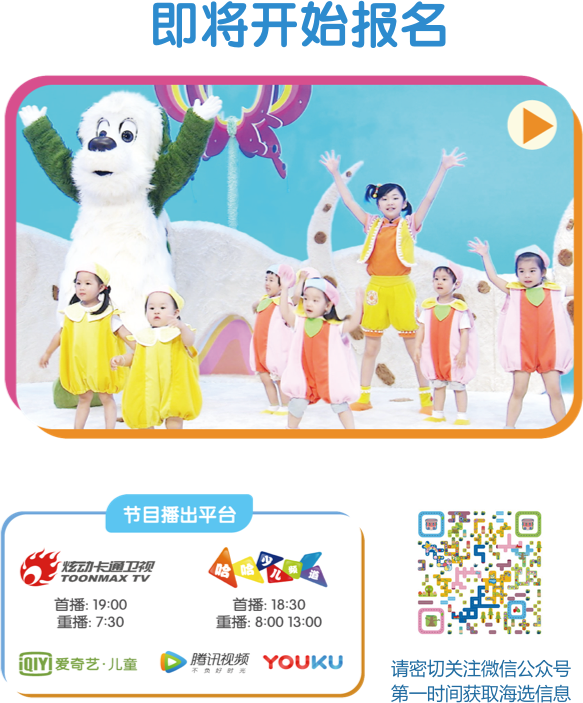 即将开始报名
节目播出平台
炫动卡通卫视
TOONMAX TV
哈哈少儿频道
首播: 19:00
重播: 7:30
首播: 18:30
重播: 8:00 13:00
iQIY 爱奇艺·儿童
腾讯视频
不负好时光
YOUKU
请密切关注微信公众号
第一时间获取海选信息